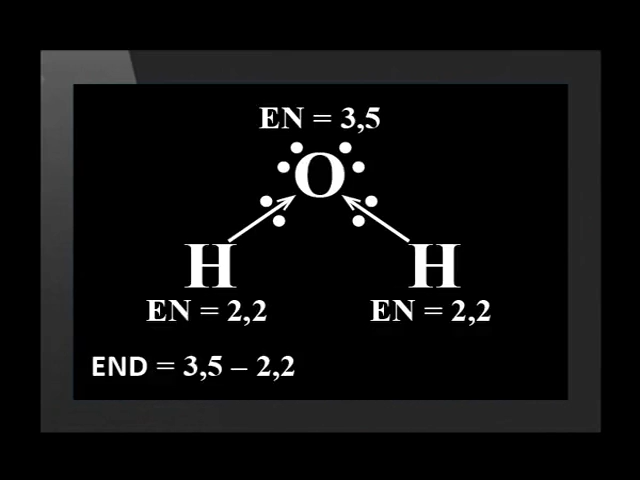 EN = 3,5
O
H H
EN = 2,2 EN = 2,2
END = 3,5 – 2,2